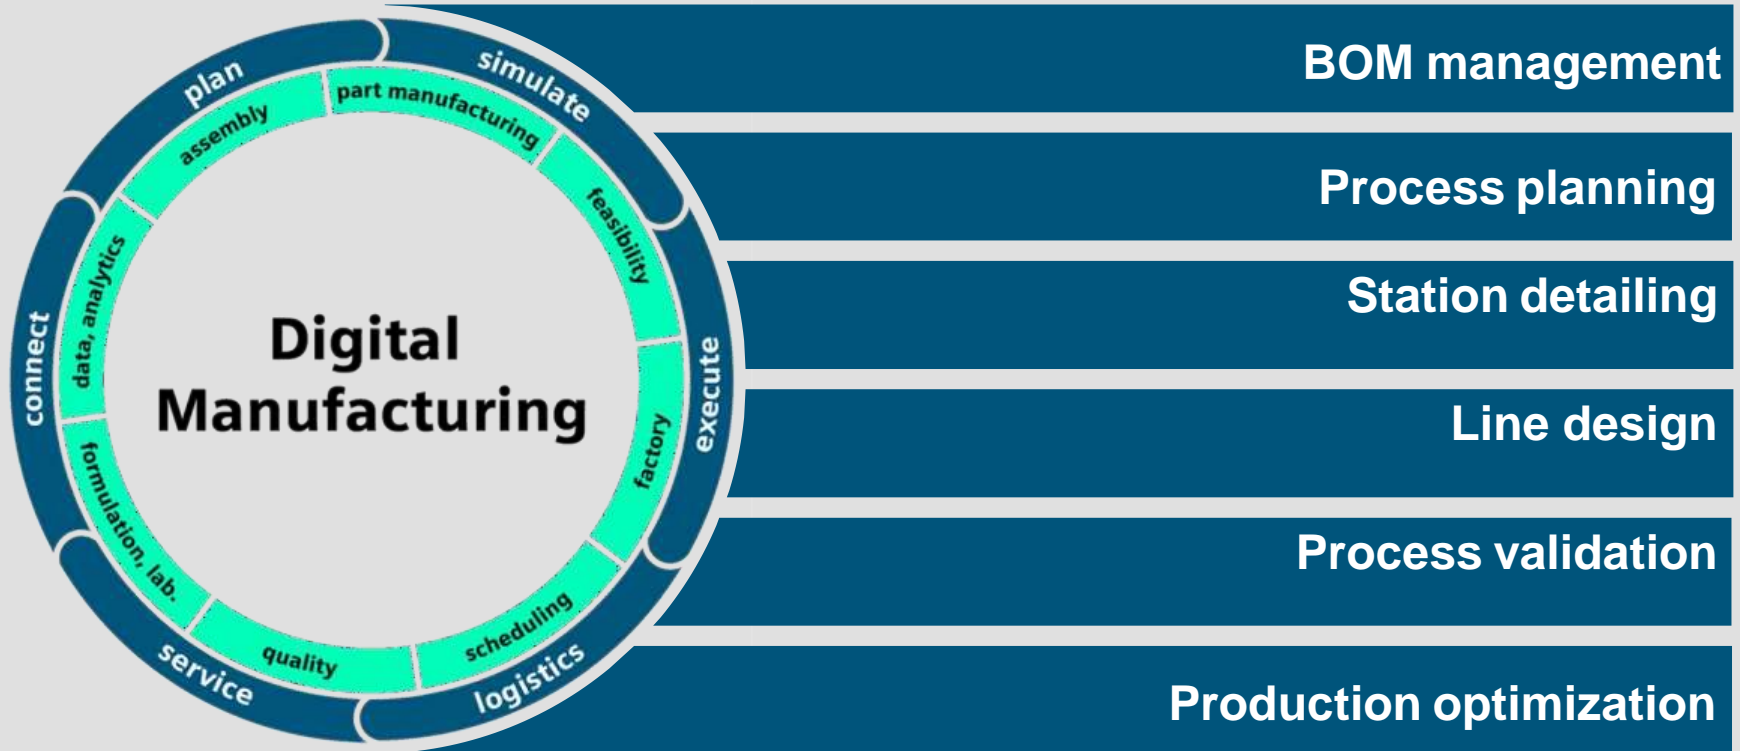 plan
simulate
execute
logistics
service
connect
assembly
part manufacturing
feasibility
factory
scheduling
quality
formulation, lab.
data, analytics
Digital
Manufacturing
BOM management
Process planning
Station detailing
Line design
Process validation
Production optimization